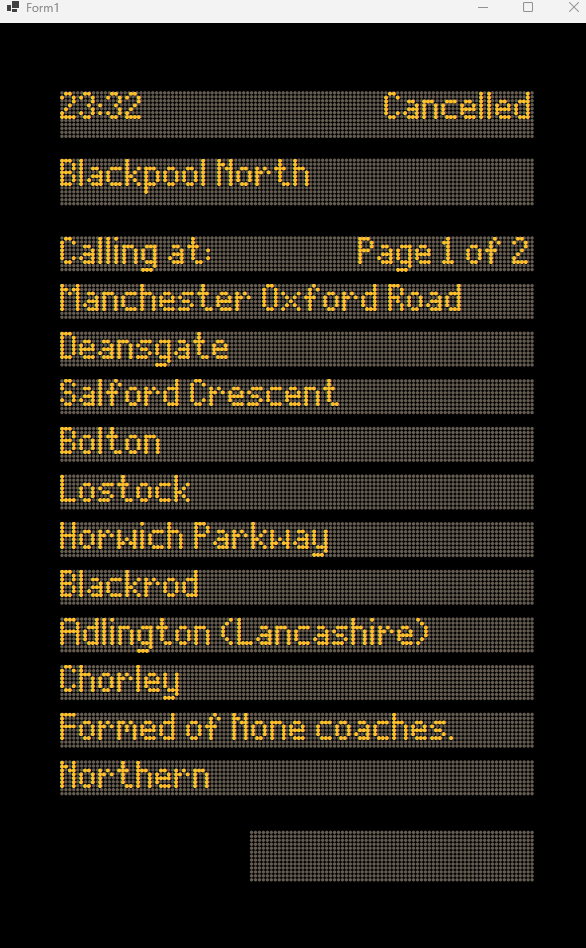 Form1
23:32 Cancelled
Blackpool North
Calling at: Page 1 of 2
Manchester Oxford Road
Deansgate
Salford Crescent
Bolton
Lostock
Horwich Parkway
Blackrod
Adlington (Lancashire)
Chorley
Formed of None coaches.
Northern